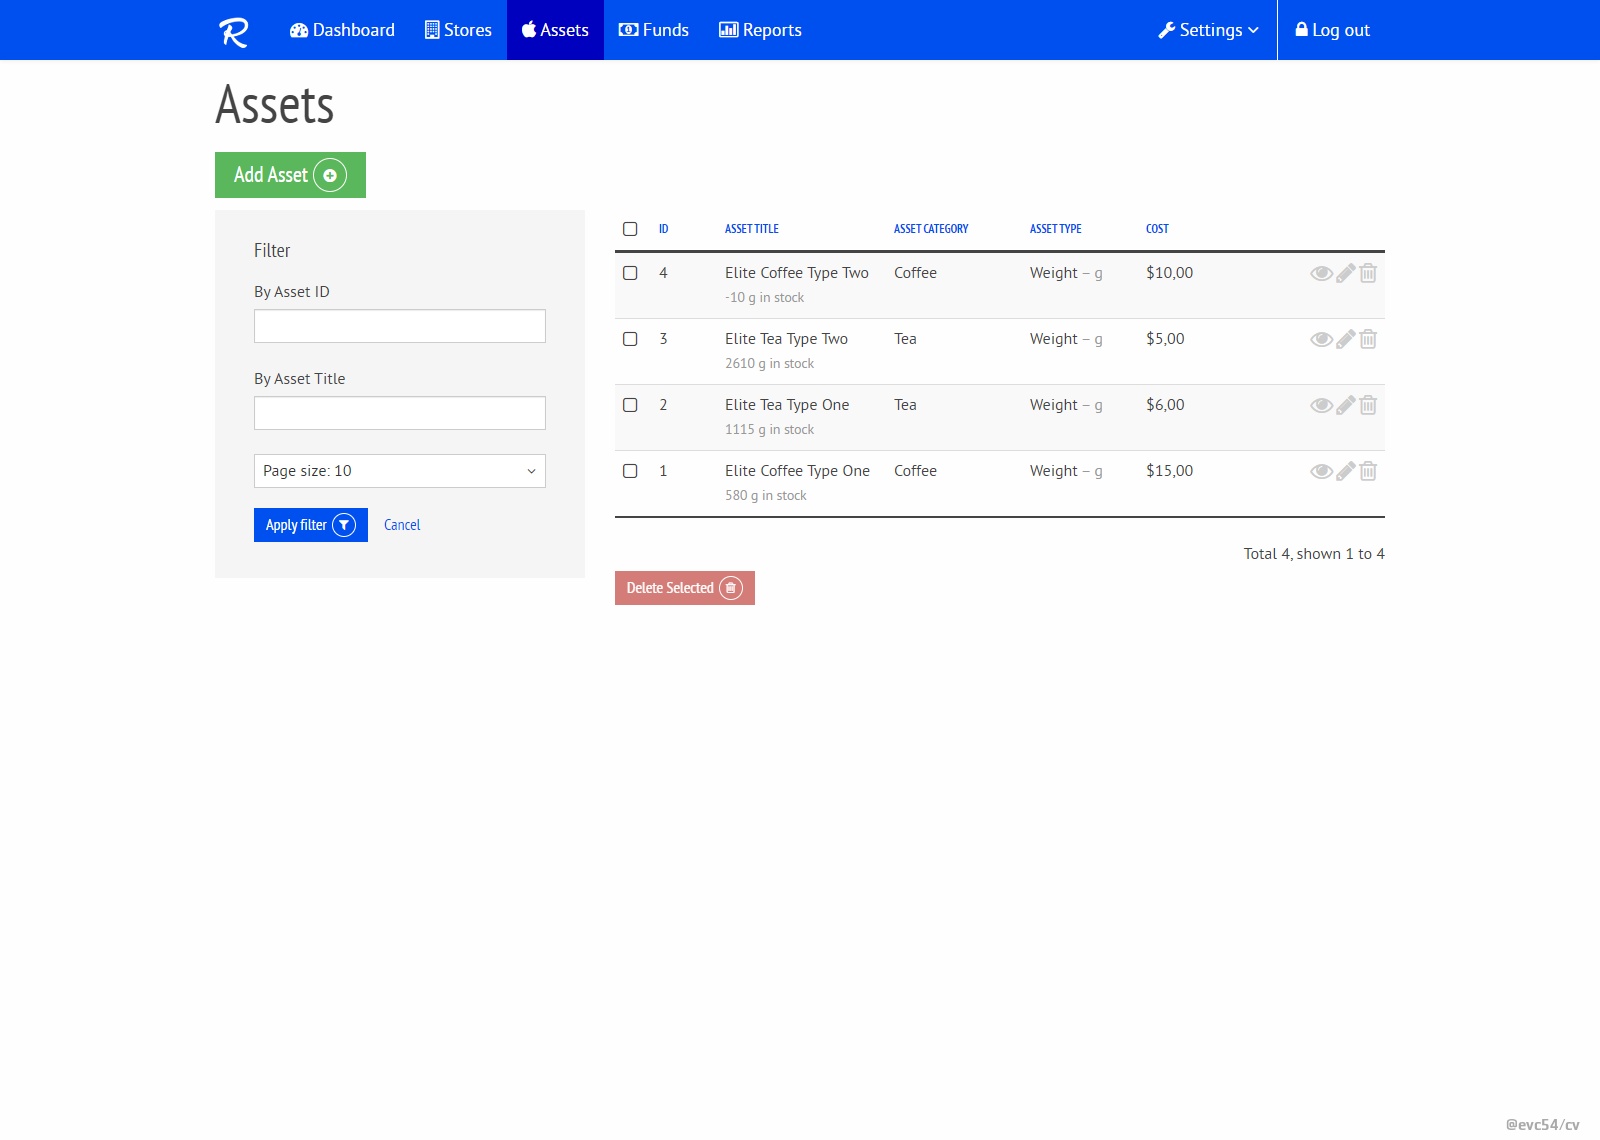 R Dashboard Stores Assets Funds Reports Settings Log out
Assets
Add Asset
Filter
By Asset ID
By Asset Title
Page size: 10
Apply filter Cancel
ID ASSET TITLE ASSET CATEGORY ASSET TYPE COST
4 Elite Coffee Type Two Coffee Weight – g $10,00
-10 g in stock
3 Elite Tea Type Two Tea Weight – g $5,00
2610 g in stock
2 Elite Tea Type One Tea Weight – g $6,00
1115 g in stock
1 Elite Coffee Type One Coffee Weight – g $15,00
580 g in stock
Total 4, shown 1 to 4
Delete Selected
@evc54/cv